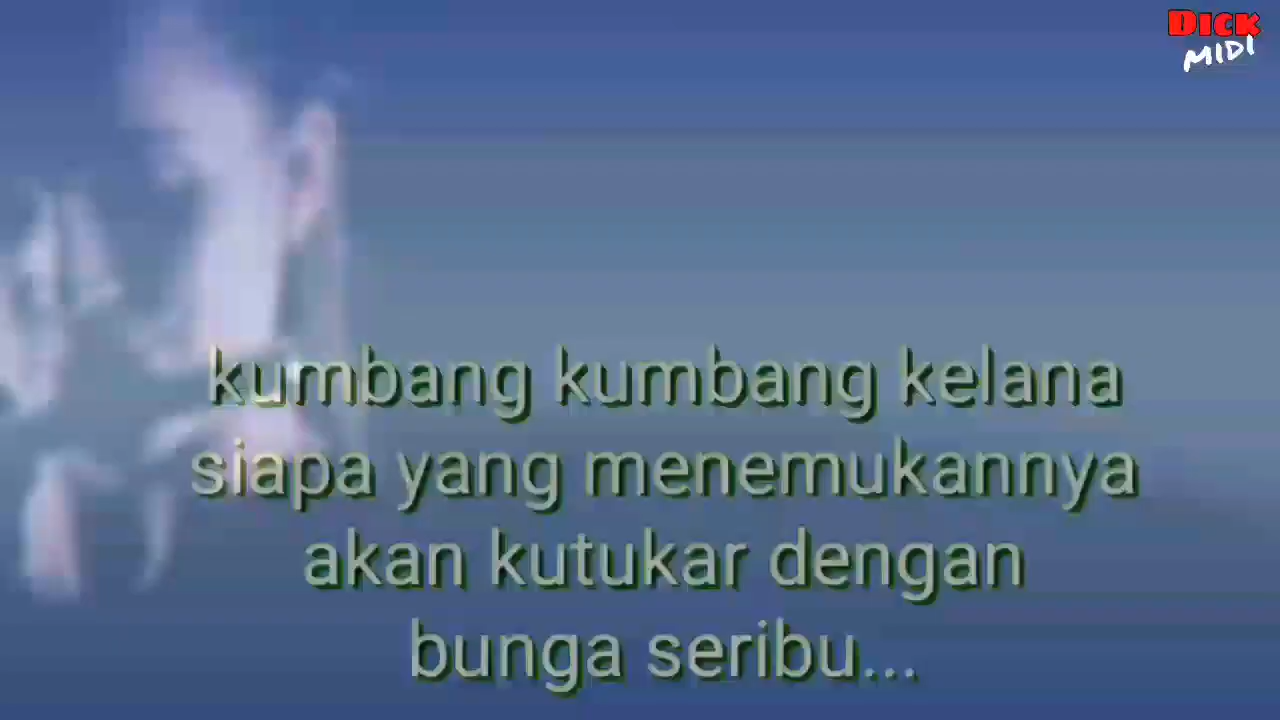 Dick
MIDI
kumbang kumbang kelana
siapa yang menemukannya
akan kutukar dengan
bunga seribu...